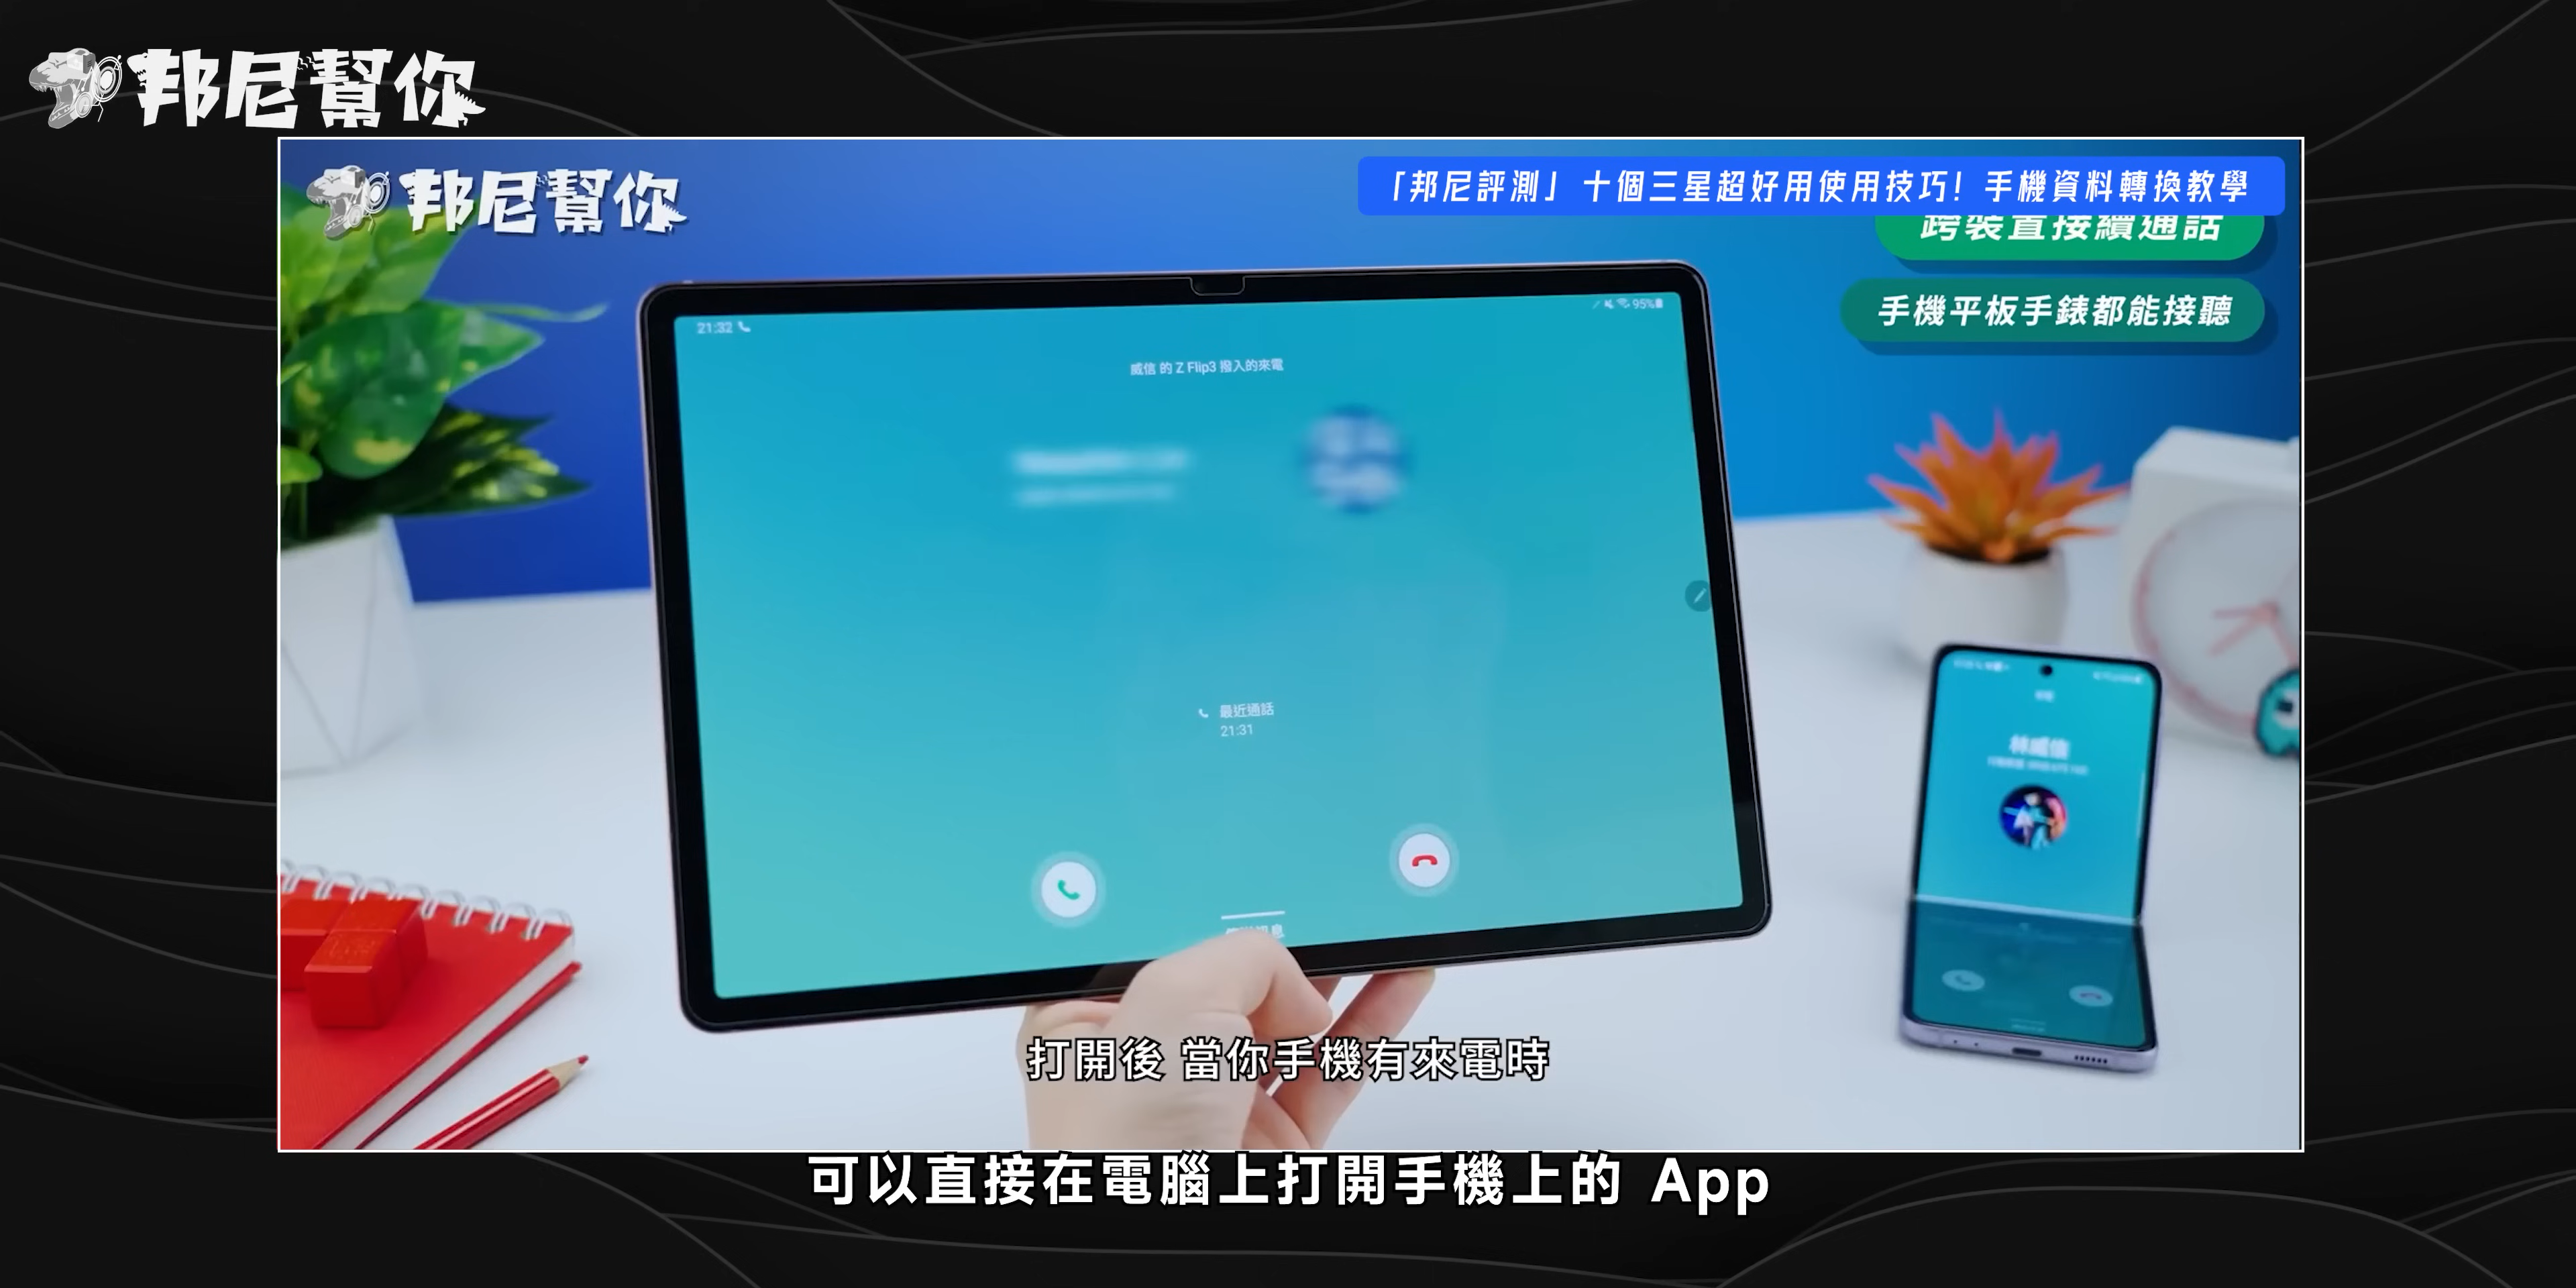 邦尼幫你
邦尼幫你
「邦尼評測」十個三星超好用使用技巧！手機資料轉換教學
跨裝置接續通話
手機平板手錶都能接聽
21:32
95%
威信 的 Z Flip3 撥入的來電
最近通話
21:31
林威信
打開後 當你手機有來電時
可以直接在電腦上打開手機上的 App